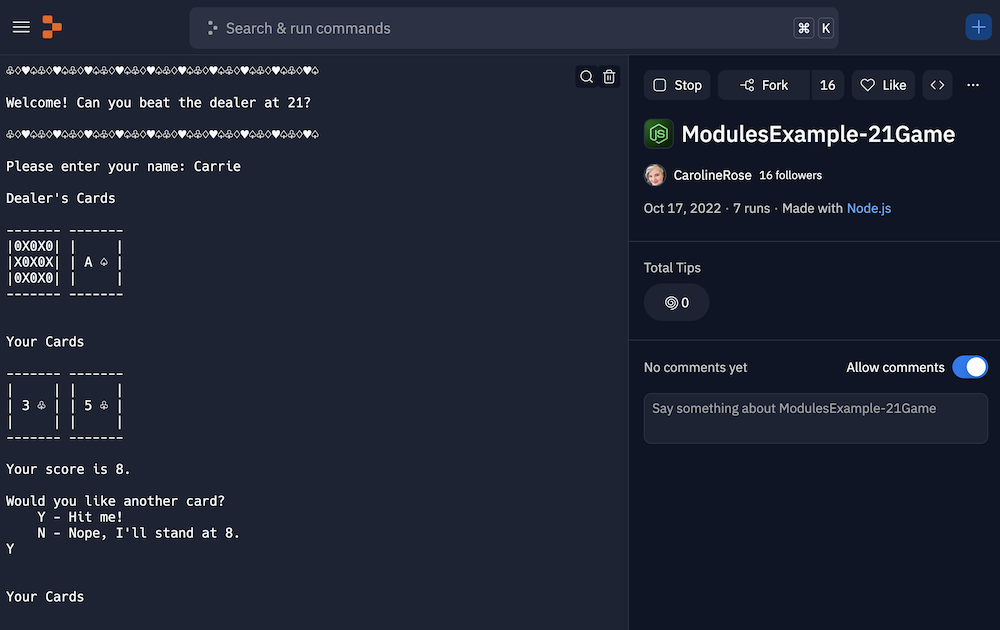 Search & run commands
⌘ K
♧♢♥♤♧♢♥♤♧♢♥♤♧♢♥♤♧♢♥♤♧♢♥♤♧♢♥♤♧♢♥♤♧♢♥♤♧♢♥♤
Welcome! Can you beat the dealer at 21?
♧♢♥♤♧♢♥♤♧♢♥♤♧♢♥♤♧♢♥♤♧♢♥♤♧♢♥♤♧♢♥♤♧♢♥♤♧♢♥♤
Please enter your name: Carrie
Dealer's Cards
------- -------
|0X0X0| |     |
|X0X0X| | A ♤ |
|0X0X0| |     |
------- -------
Your Cards
------- -------
|     | |     |
| 3 ♧ | | 5 ♧ |
|     | |     |
------- -------
Your score is 8.
Would you like another card?
    Y - Hit me!
    N - Nope, I'll stand at 8.
Y
Your Cards
Stop Fork 16 Like <> ...
JS ModulesExample-21Game
CarolineRose 16 followers
Oct 17, 2022 · 7 runs · Made with Node.js
Total Tips
0
No comments yet Allow comments
Say something about ModulesExample-21Game